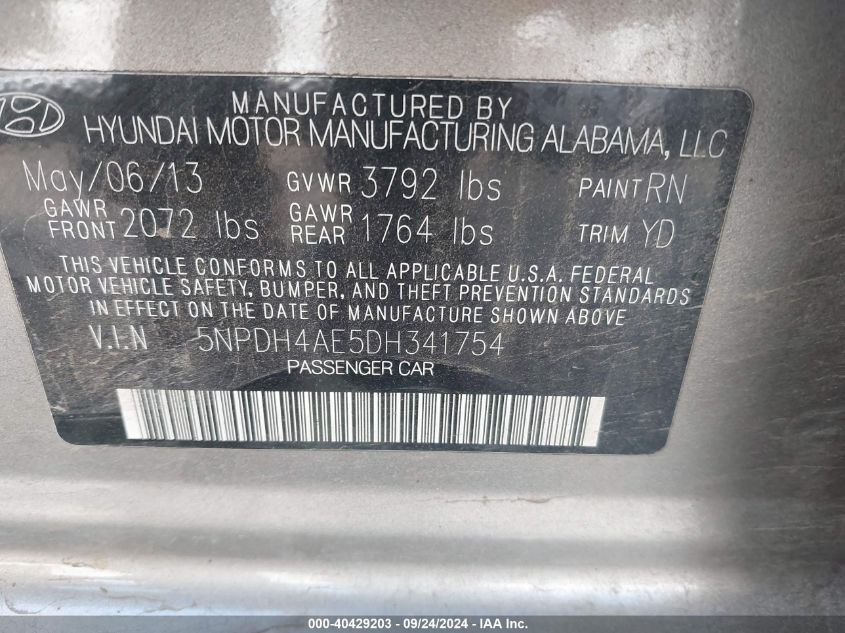 MANUFACTURED BY
HYUNDAI MOTOR MANUFACTURING ALABAMA, LLC
May/06/13 GVWR 3792 lbs PAINT RN
GAWR FRONT 2072 lbs GAWR REAR 1764 lbs TRIM YD
THIS VEHICLE CONFORMS TO ALL APPLICABLE U.S.A. FEDERAL
MOTOR VEHICLE SAFETY, BUMPER, AND THEFT PREVENTION STANDARDS
IN EFFECT ON THE DATE OF MANUFACTURE SHOWN ABOVE.
V.I.N 5NPDH4AE5DH341754
PASSENGER CAR
000-40429203 - 09/24/2024 - IAA Inc.